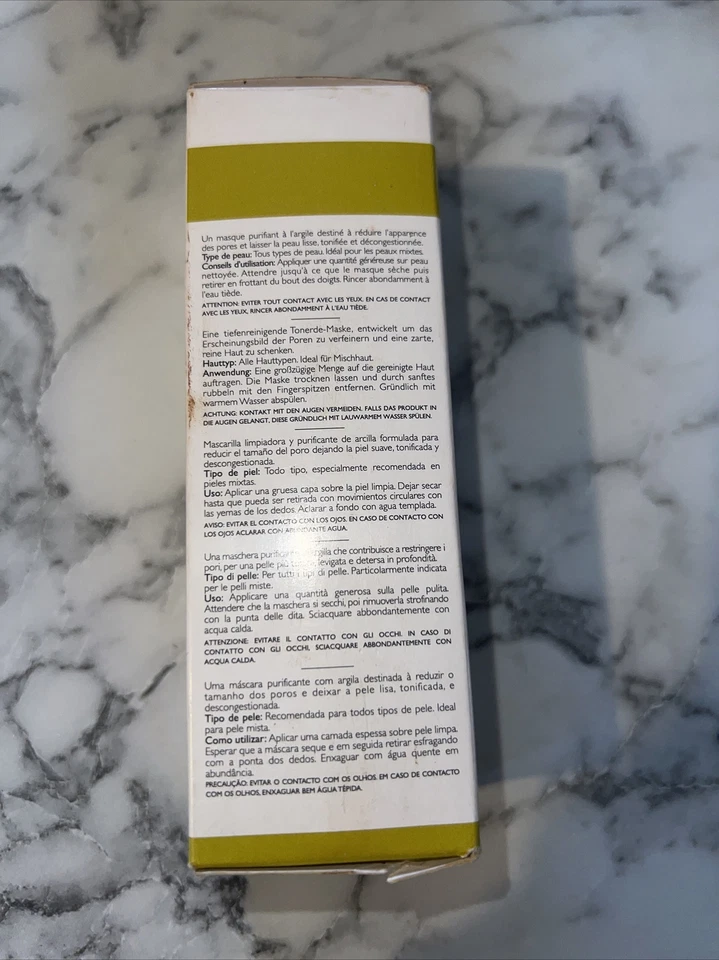 Un masque purifiant à l'argile destiné à réduire l'apparence
des pores et laisser la peau lisse, tonifiée et décongestionnée.
Type de peau: Tous types de peau. Idéal pour les peaux mixtes.
Conseils d'utilisation: Appliquer une quantité généreuse sur peau
nettoyée. Attendre jusqu'à ce que le masque sèche puis
retirer en frottant du bout des doigts. Rincer abondamment à
l'eau tiède.
ATTENTION: EVITER TOUT CONTACT AVEC LES YEUX. EN CAS DE CONTACT
AVEC LES YEUX, RINCER ABONDAMMENT À L'EAU TIÈDE.
Eine tiefenreinigende Tonerde-Maske, entwickelt um das
Erscheinungsbild der Poren zu verfeinern und eine zarte,
reine Haut zu schenken.
Hauttyp: Alle Hauttypen. Ideal für Mischhaut.
Anwendung: Eine großzügige Menge auf die gereinigte Haut
auftragen. Die Maske trocknen lassen und durch sanftes
rubbeln mit den Fingerspitzen entfernen. Gründlich mit
warmem Wasser abspülen.
ACHTUNG: KONTAKT MIT DEN AUGEN VERMEIDEN. FALLS DAS PRODUKT IN
DIE AUGEN GELANGT, DIESE GRÜNDLICH MIT LAUWARMEM WASSER SPÜLEN.
Mascarilla limpiadora y purificante de arcilla formulada para
reducir el tamaño del poro dejando la piel suave, tonificada y
descongestionada.
Tipo de piel: Todo tipo, especialmente recomendada en
pieles mixtas.
Uso: Aplicar una gruesa capa sobre la piel limpia. Dejar secar
hasta que pueda ser retirada con movimientos circulares con
las yemas de los dedos. Aclarar a fondo con agua templada.
AVISO: EVITAR EL CONTACTO CON LOS OJOS. EN CASO DE CONTACTO CON
LOS OJOS ACLARAR CON ABUNDANTE AGUA.
Una maschera che contribuisce a restringere i
pori, per una pelle più levigata e detersa in profondità.
Tipo di pelle: Per tutti i tipi di pelle. Particolarmente indicata
per le pelli miste.
Uso: Applicare una quantità generosa sulla pelle pulita.
Attendere che la maschera si secchi, poi rimuoverla strofinando
con la punta delle dita. Sciacquare abbondantemente con
acqua calda.
ATTENZIONE: EVITARE IL CONTATTO CON GLI OCCHI. IN CASO DI
CONTATTO CON GLI OCCHI, SCIACQUARE ABBONDANTEMENTE CON
ACQUA CALDA.
Uma máscara purificante com argila destinada à reduzir o
tamanho dos poros e deixar a pele lisa, tonificada, e
descongestionada.
Tipo de pele: Recomendada para todos tipos de pele. Ideal
para pele mista.
Como utilizar: Aplicar uma camada espessa sobre pele limpa.
Esperar que a máscara seque e em seguida retirar esfragando
com a ponta dos dedos. Enxaguar com água quente em
abundância.
PRECAUÇÃO: EVITAR O CONTACTO COM OS OLHOS. EM CASO DE CONTACTO
COM OS OLHOS, ENXAGUAR BEM ÁGUA TÉPIDA.